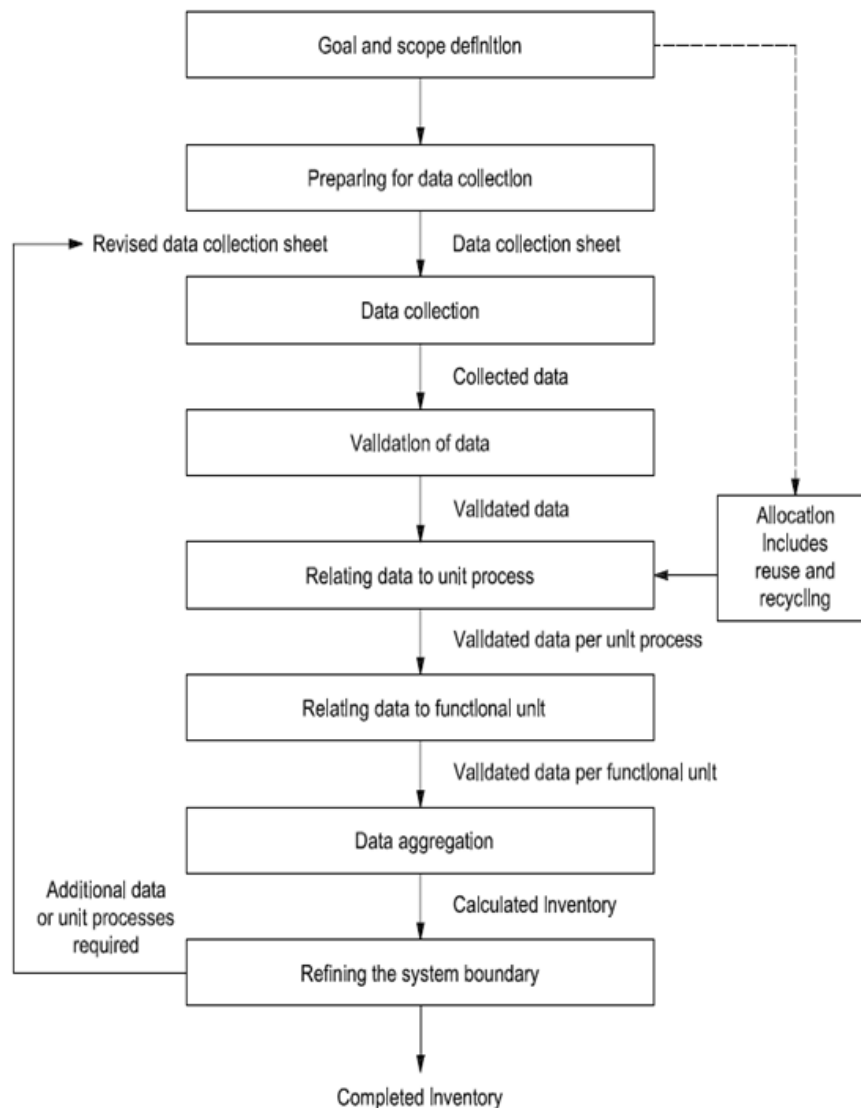 Goal and scope definition
Preparing for data collection
Revised data collection sheet
Data collection sheet
Data collection
Collected data
Validation of data
Validated data
Allocation
includes
reuse and
recycling
Relating data to unit process
Validated data per unit process
Relating data to functional unit
Validated data per functional unit
Data aggregation
Additional data
or unit processes
required
Calculated inventory
Refining the system boundary
Completed inventory